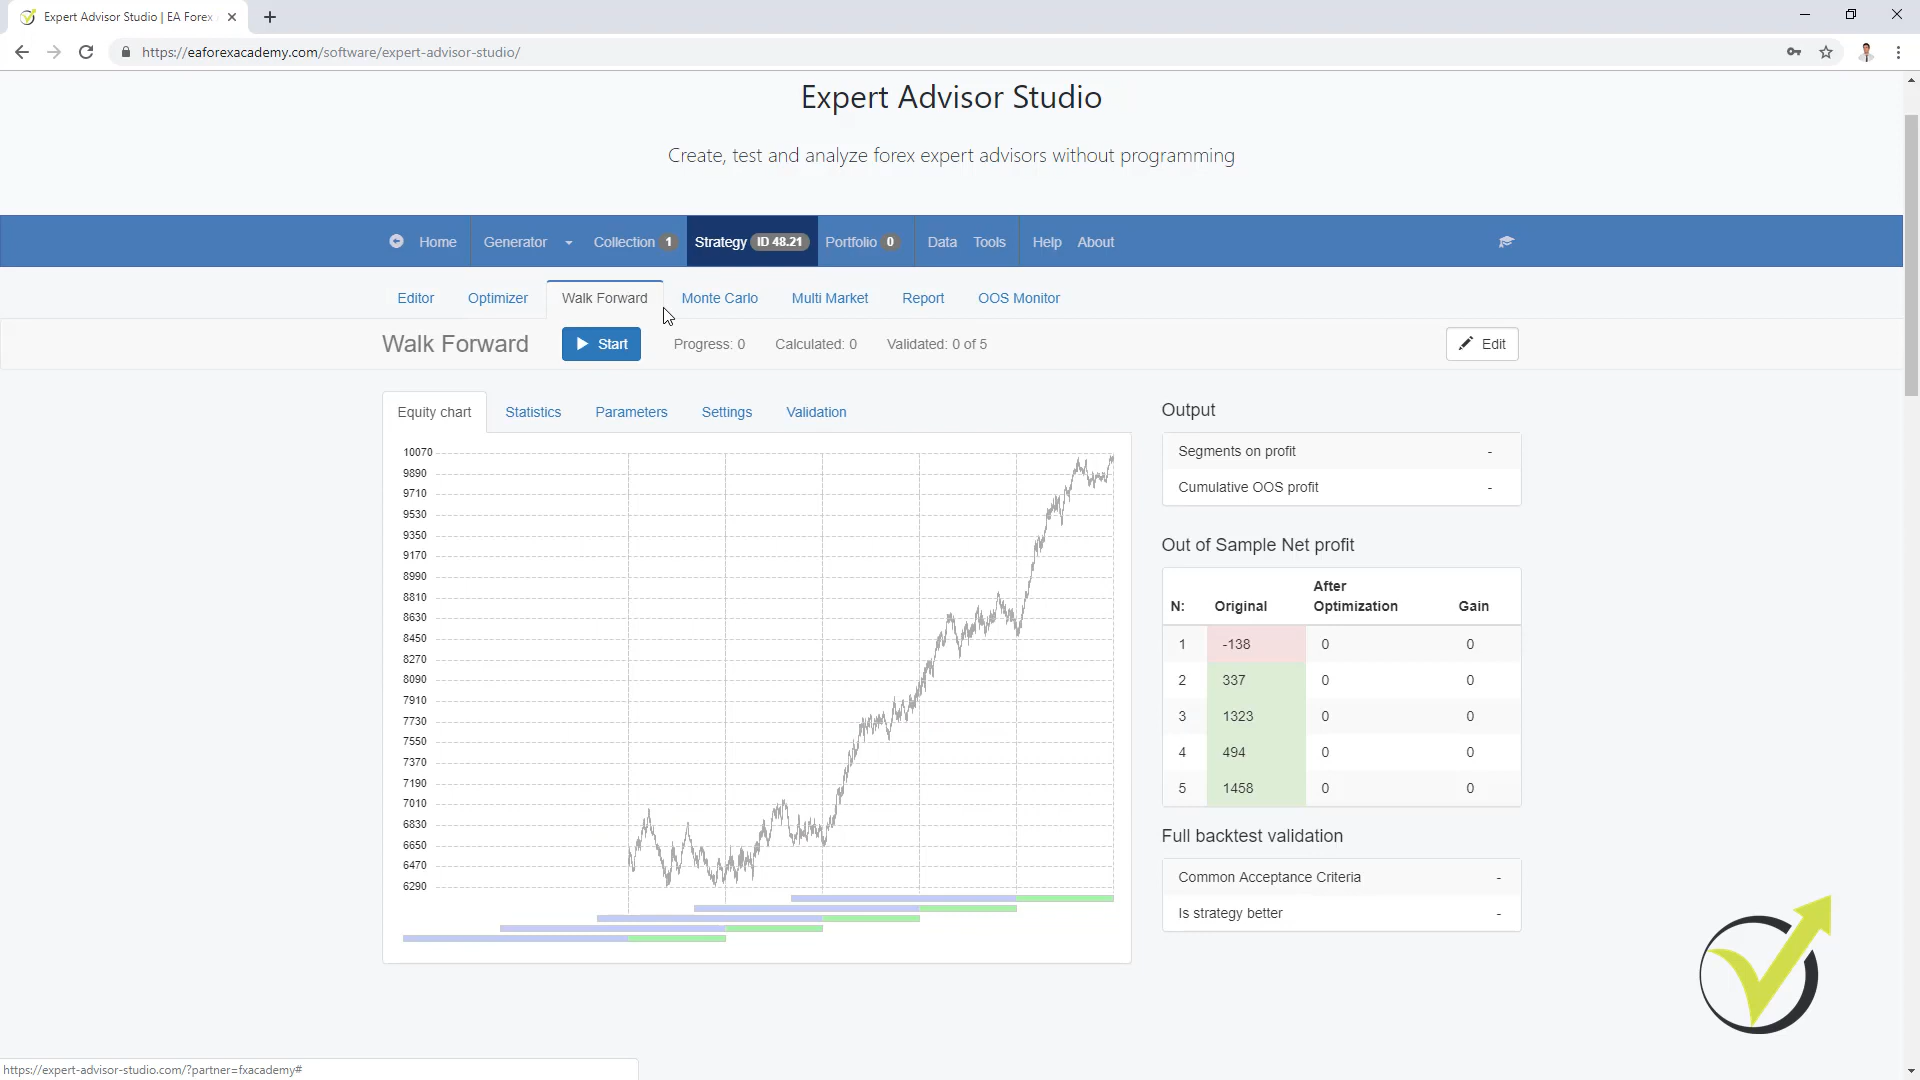 Expert Advisor Studio | EA Forex
https://eaforexacademy.com/software/expert-advisor-studio/
Expert Advisor Studio
Create, test and analyze forex expert advisors without programming
Home Generator Collection 1 Strategy ID 48.21 Portfolio 0 Data Tools Help About
Editor Optimizer Walk Forward Monte Carlo Multi Market Report OOS Monitor
Walk Forward Start Progress: 0 Calculated: 0 Validated: 0 of 5 Edit
Equity chart Statistics Parameters Settings Validation
10070
9890
9710
9530
9350
9170
8990
8810
8630
8450
8270
8090
7910
7730
7550
7370
7190
7010
6830
6650
6470
6290
Output
Segments on profit -
Cumulative OOS profit -
Out of Sample Net profit
N: Original After Optimization Gain
1 -138 0 0
2 337 0 0
3 1323 0 0
4 494 0 0
5 1458 0 0
Full backtest validation
Common Acceptance Criteria -
Is strategy better -
https://expert-advisor-studio.com/?partner=fxacademy#